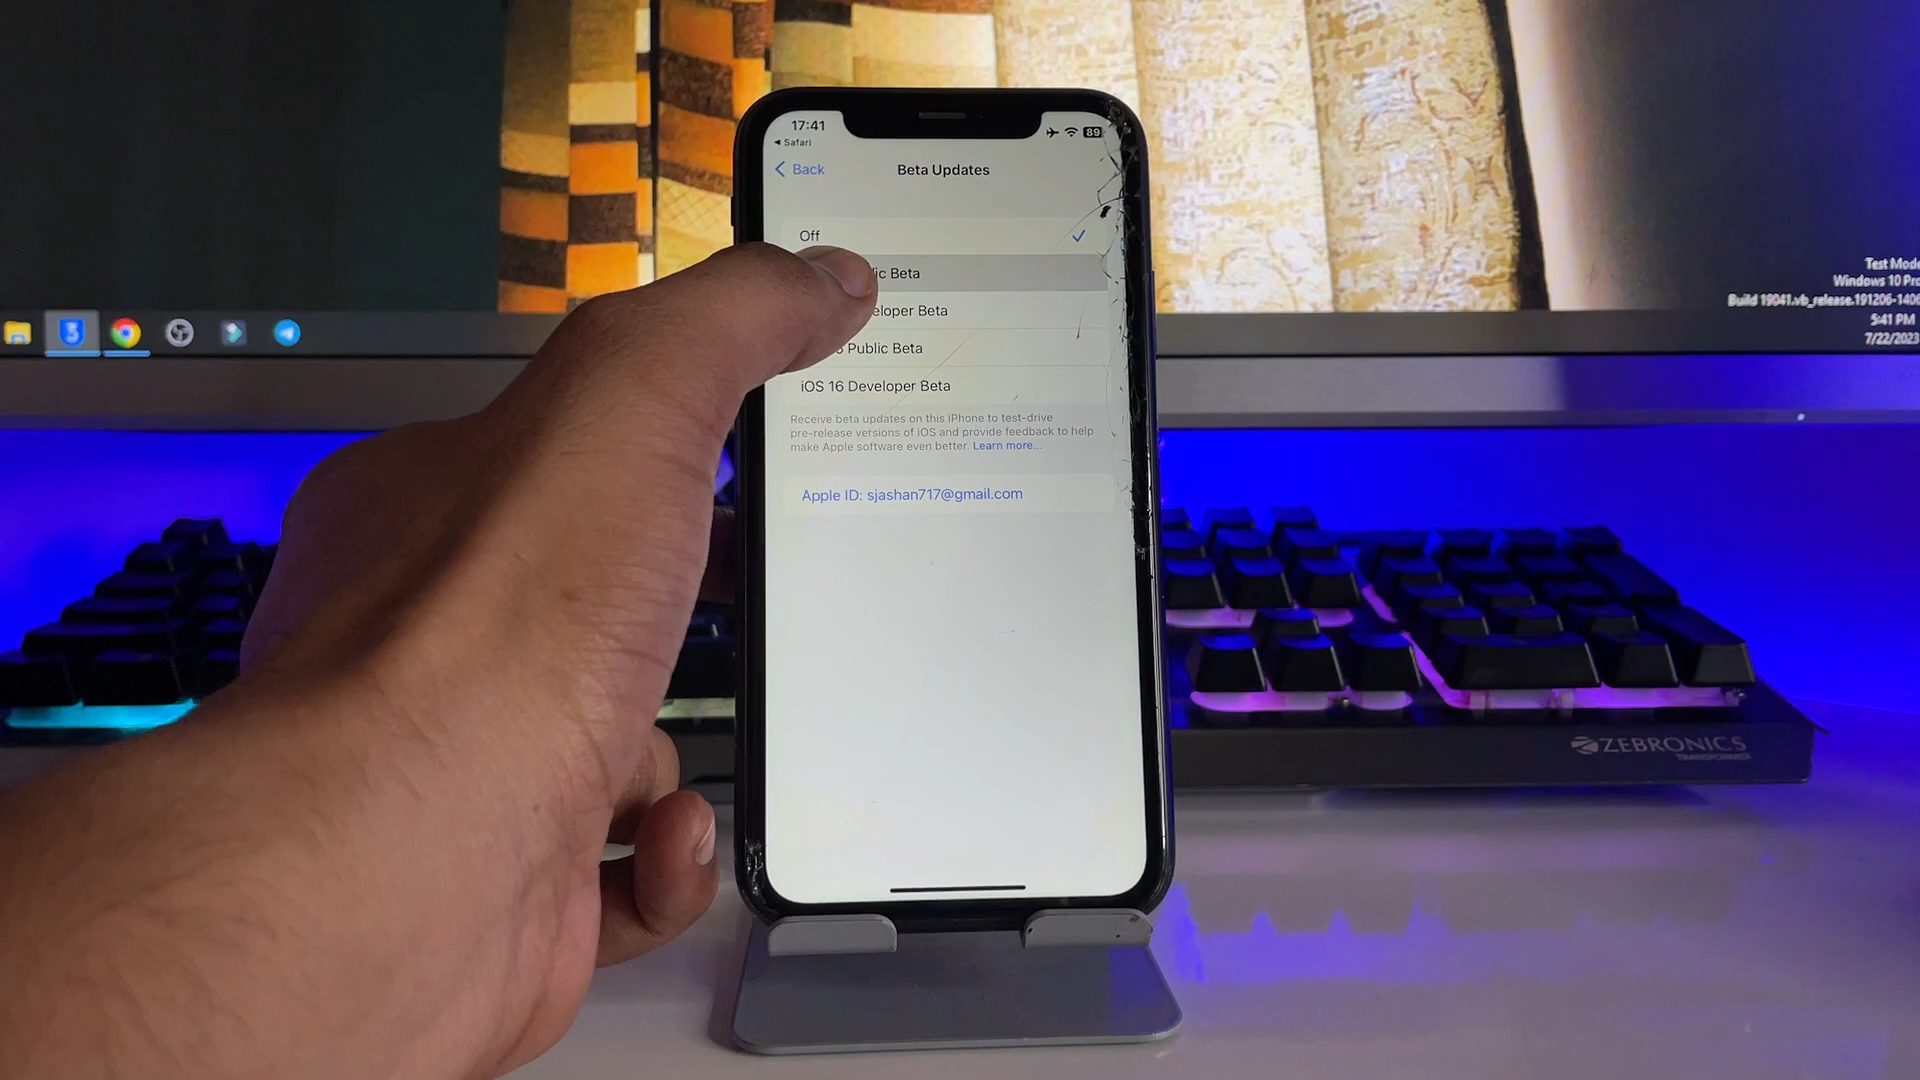 17:41
Safari
89
Back
Beta Updates
Off
Beta
eloper Beta
Public Beta
iOS 16 Developer Beta
Receive beta updates on this iPhone to test-drive
pre-release versions of iOS and provide feedback to help
make Apple software even better. Learn more...
Apple ID: sjashan717@gmail.com
Test Mode
Windows 10 Pro
Build 19041.vb_release.191206-1406
5:41 PM
7/22/2023
ZEBRONICS
TRANSFORMER